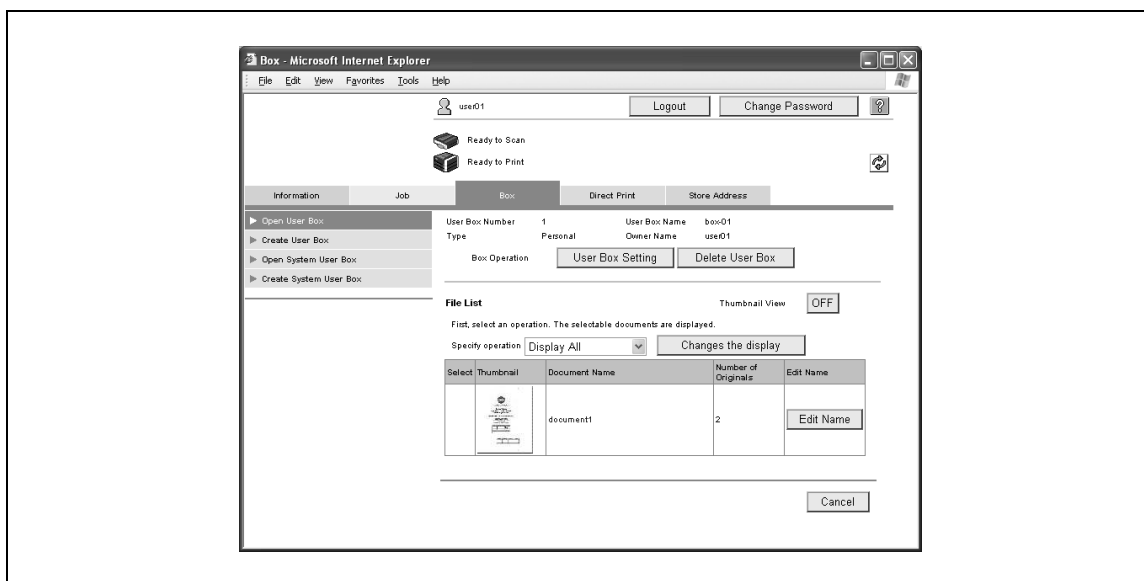 Box - Microsoft Internet Explorer
File Edit View Favorites Tools Help
user01 Logout Change Password ?
Ready to Scan
Ready to Print
Information Job Box Direct Print Store Address
Open User Box
Create User Box
Open System User Box
Create System User Box
User Box Number 1 User Box Name box-01
Type Personal Owner Name user01
Box Operation User Box Setting Delete User Box
File List Thumbnail View OFF
First, select an operation. The selectable documents are displayed.
Specify operation Display All Changes the display
Select Thumbnail Document Name Number of Originals Edit Name
document1 2 Edit Name
Cancel